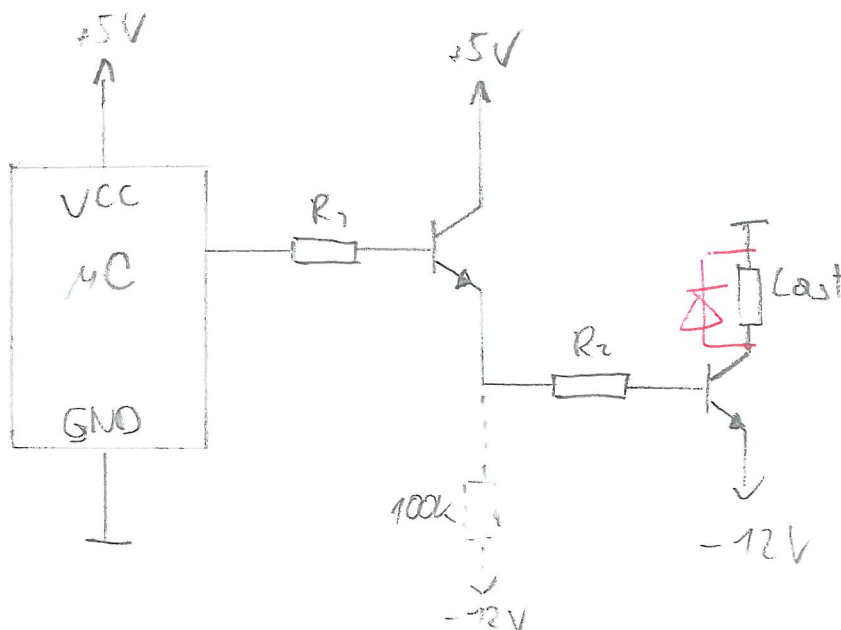 +5V
+5V
VCC
µC
GND
R1
R2
Last
100k
-12V
-12V